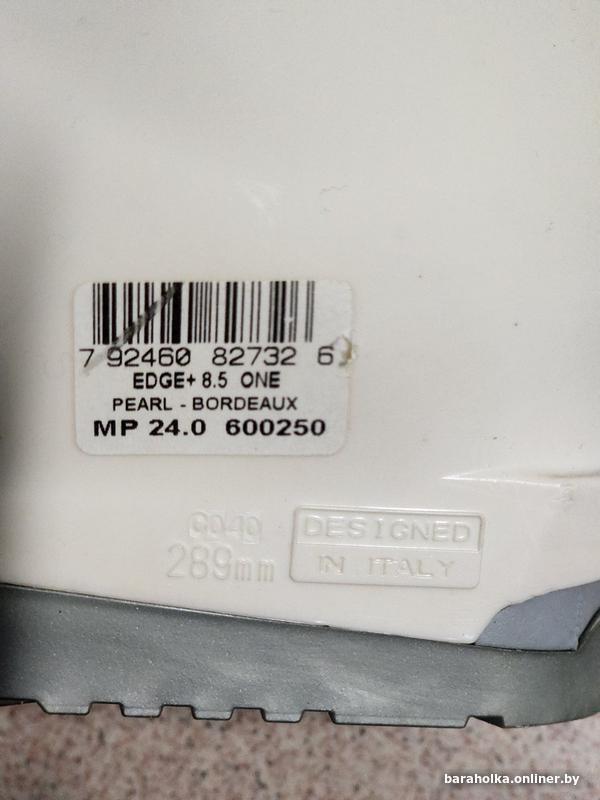 7 92460 82732 6
EDGE+ 8.5 ONE
PEARL - BORDEAUX
MP 24.0 600250
289mm
DESIGNED
IN ITALY
baraholka.onliner.by